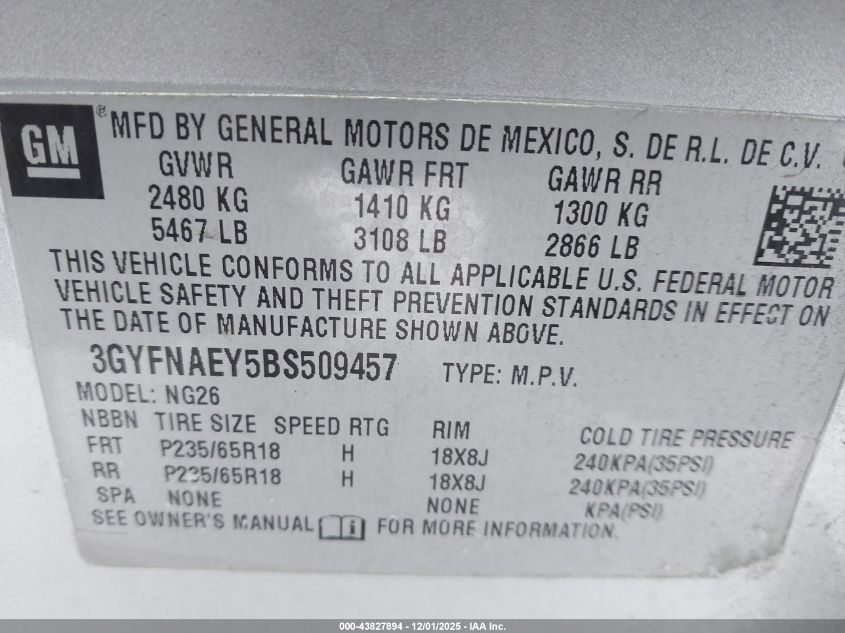 GM ® MFD BY GENERAL MOTORS DE MEXICO, S. DE R.L. DE C.V.
GVWR GAWR FRT GAWR RR
2480 KG 1410 KG 1300 KG
5467 LB 3108 LB 2866 LB
THIS VEHICLE CONFORMS TO ALL APPLICABLE U.S. FEDERAL MOTOR
VEHICLE SAFETY AND THEFT PREVENTION STANDARDS IN EFFECT ON
THE DATE OF MANUFACTURE SHOWN ABOVE.
3GYFNAEY5BS509457 TYPE: M.P.V.
MODEL: NG26
NBBN TIRE SIZE SPEED RTG RIM COLD TIRE PRESSURE
FRT P235/65R18 H 18X8J 240KPA(35PSI)
RR P235/65R18 H 18X8J 240KPA(35PSI)
SPA NONE NONE KPA(PSI)
SEE OWNER'S MANUAL FOR MORE INFORMATION.
000-43827894 - 12/01/2025 - IAA Inc.